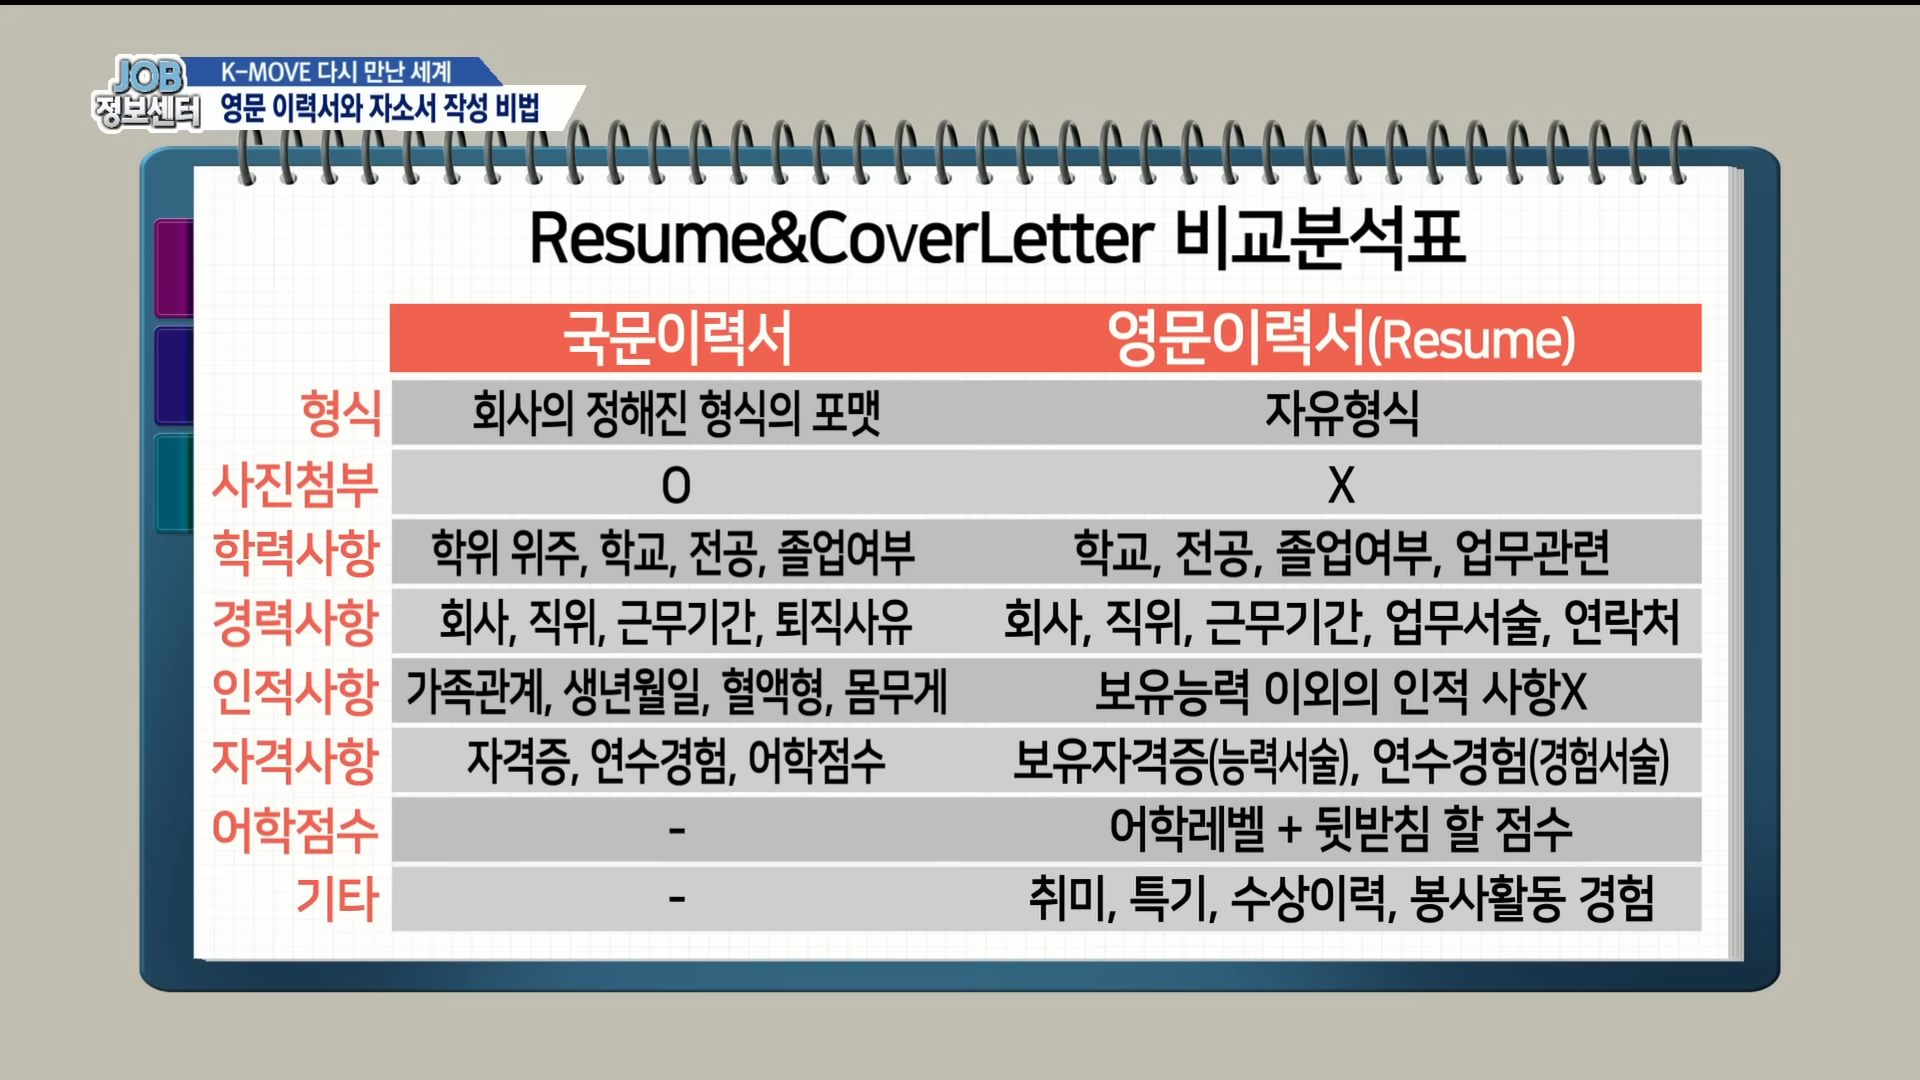 JOB
정보센터
K-MOVE 다시 만난 세계
영문 이력서와 자소서 작성 비법
Resume&CoverLetter 비교분석표
국문이력서 영문이력서(Resume)
형식 회사의 정해진 형식의 포맷 자유형식
사진첨부 O X
학력사항 학위 위주, 학교, 전공, 졸업여부 학교, 전공, 졸업여부, 업무관련
경력사항 회사, 직위, 근무기간, 퇴직사유 회사, 직위, 근무기간, 업무서술, 연락처
인적사항 가족관계, 생년월일, 혈액형, 몸무게 보유능력 이외의 인적 사항X
자격사항 자격증, 연수경험, 어학점수 보유자격증(능력서술), 연수경험(경험서술)
어학점수 - 어학레벨 + 뒷받침 할 점수
기타 - 취미, 특기, 수상이력, 봉사활동 경험